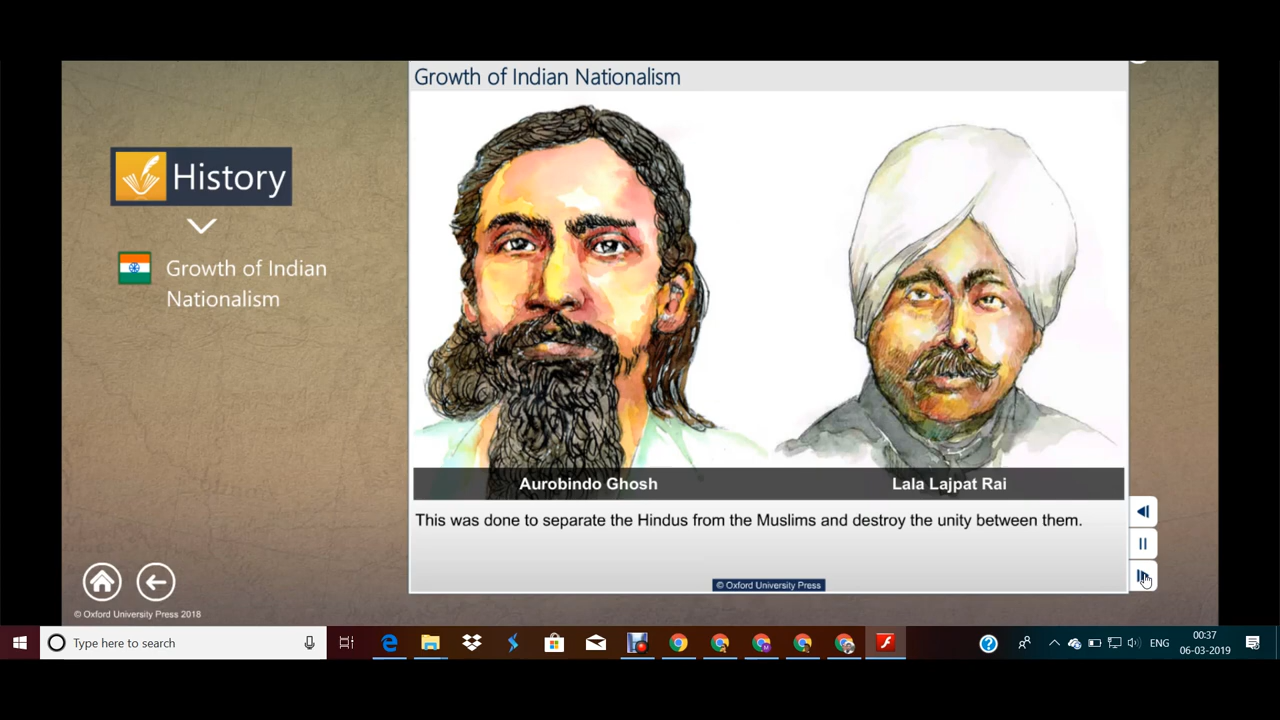 Growth of Indian Nationalism
History
Growth of Indian
Nationalism
Aurobindo Ghosh
Lala Lajpat Rai
This was done to separate the Hindus from the Muslims and destroy the unity between them.
© Oxford University Press
© Oxford University Press 2018
Type here to search
ENG
00:37
06-03-2019